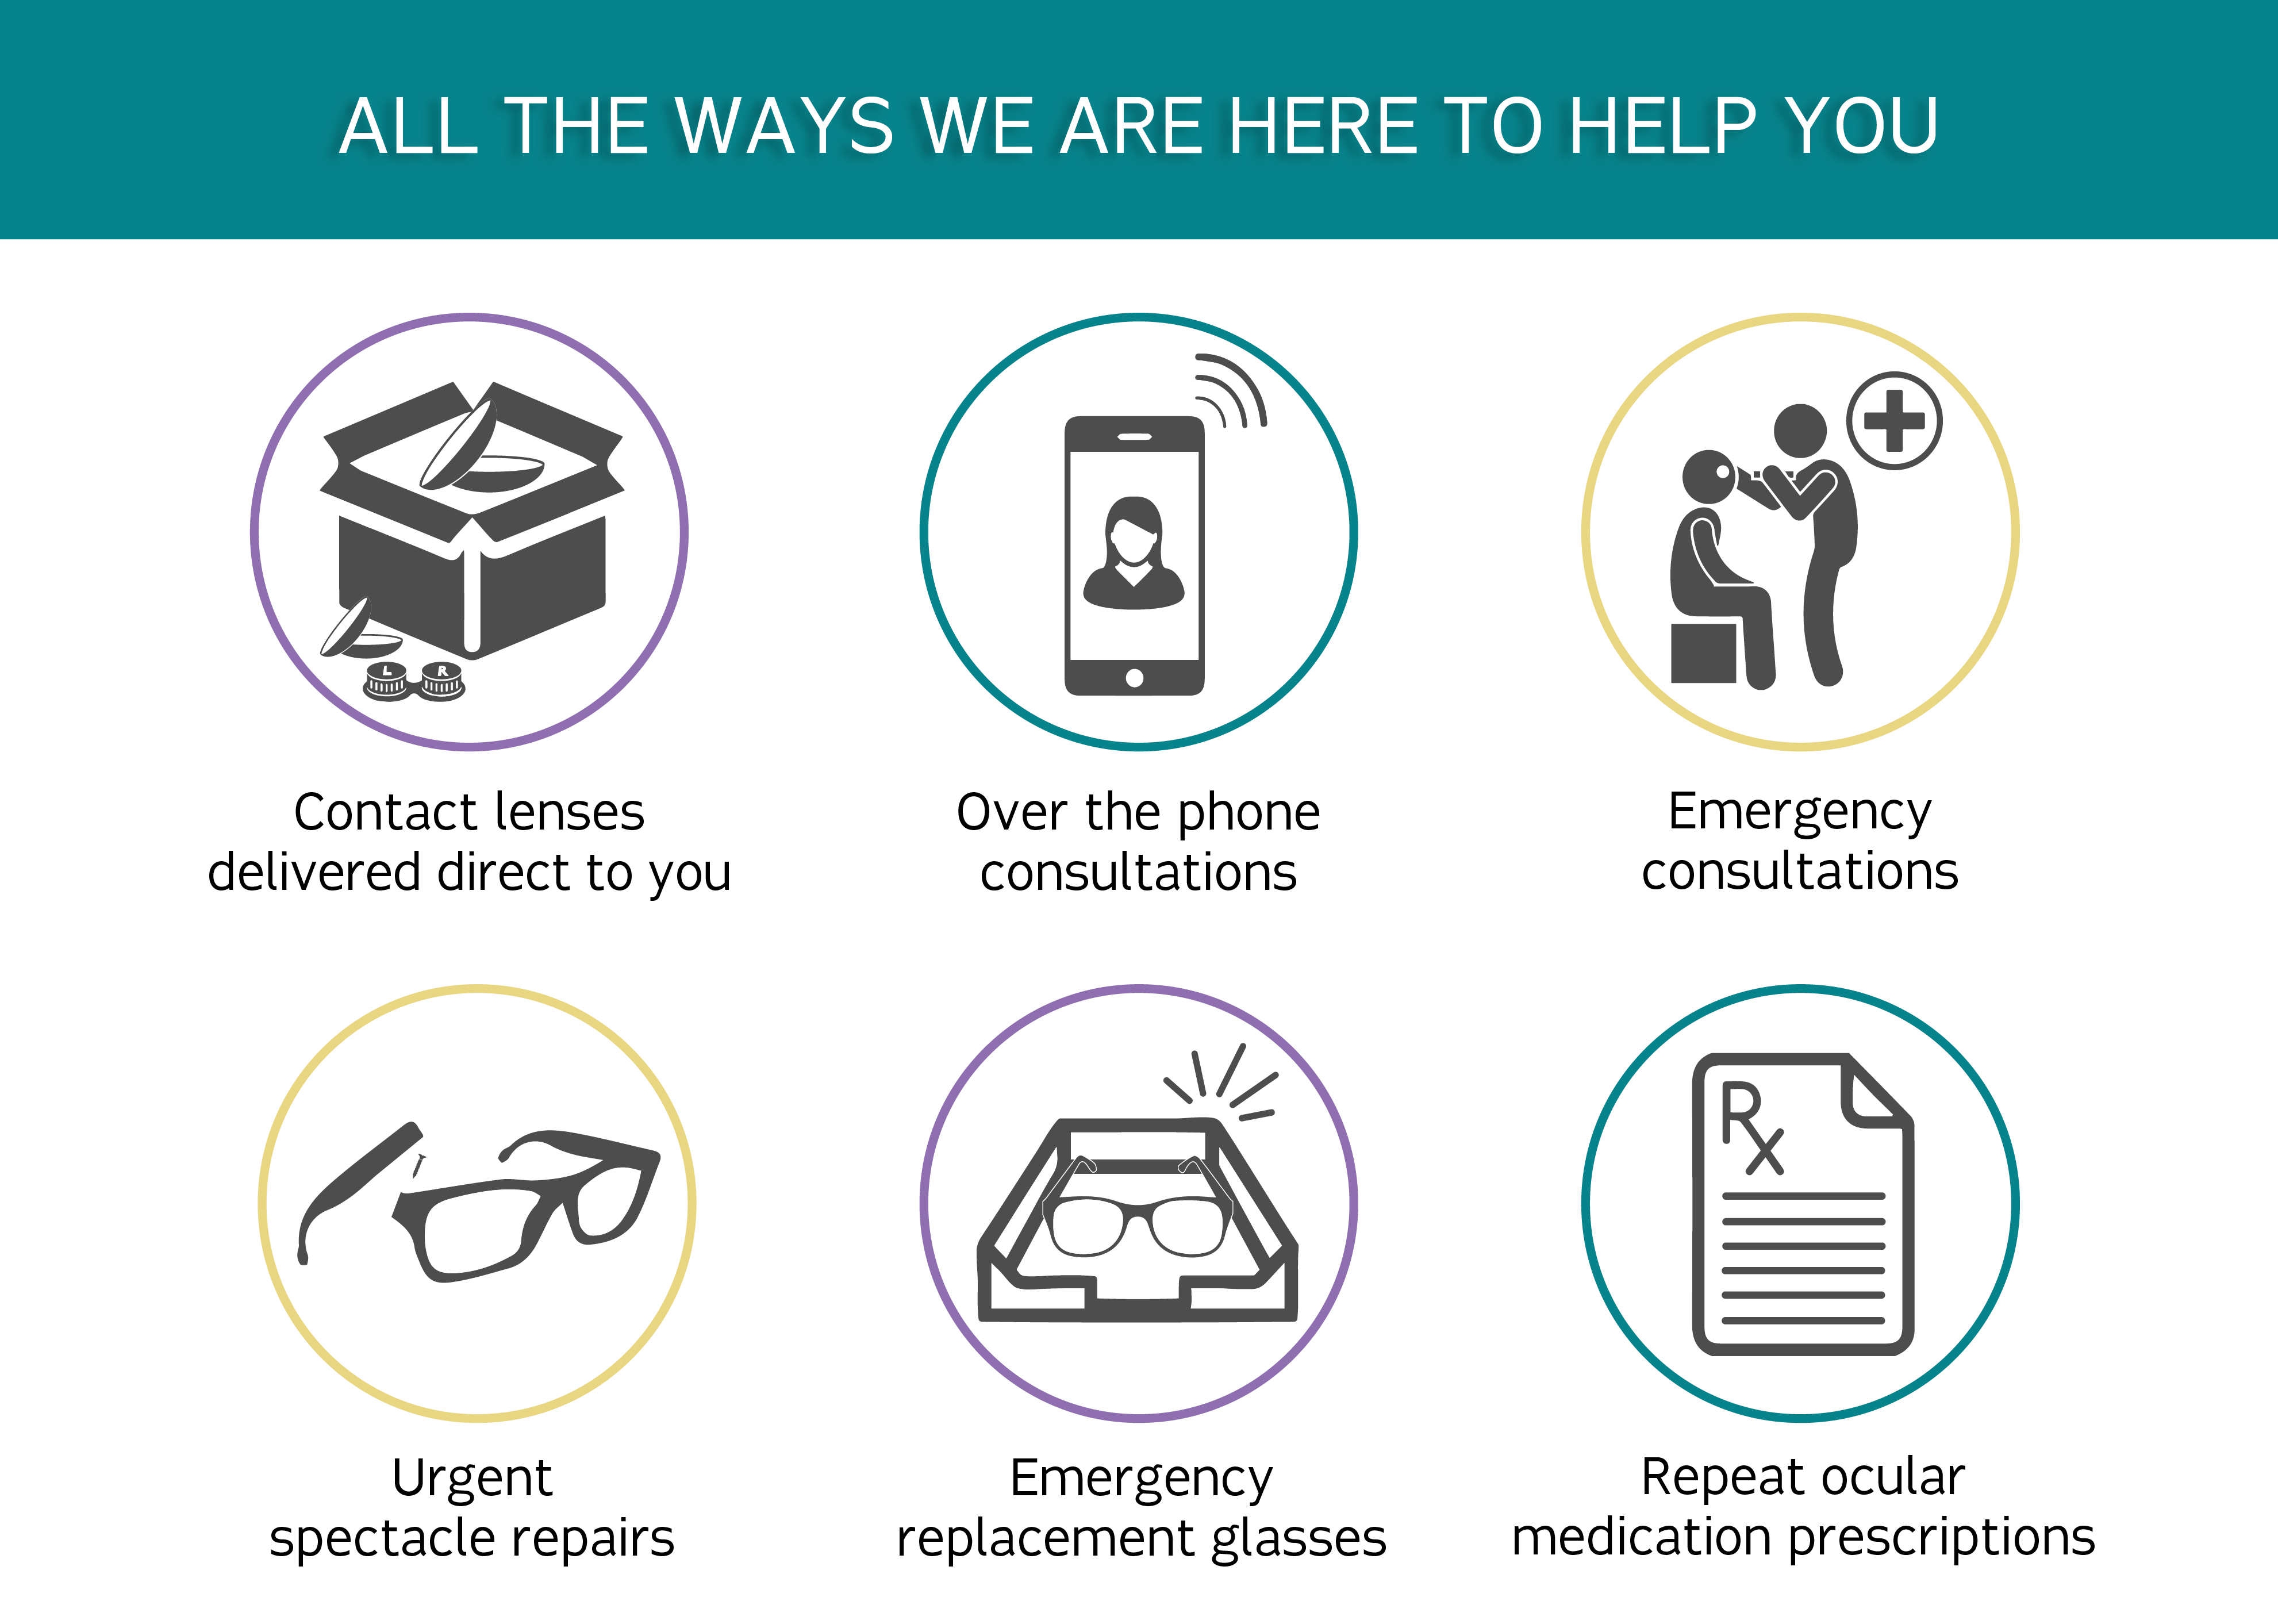 ALL THE WAYS WE ARE HERE TO HELP YOU
L R
Contact lenses
delivered direct to you
Over the phone
consultations
Emergency
consultations
Rx
Urgent
spectacle repairs
Emergency
replacement glasses
Repeat ocular
medication prescriptions